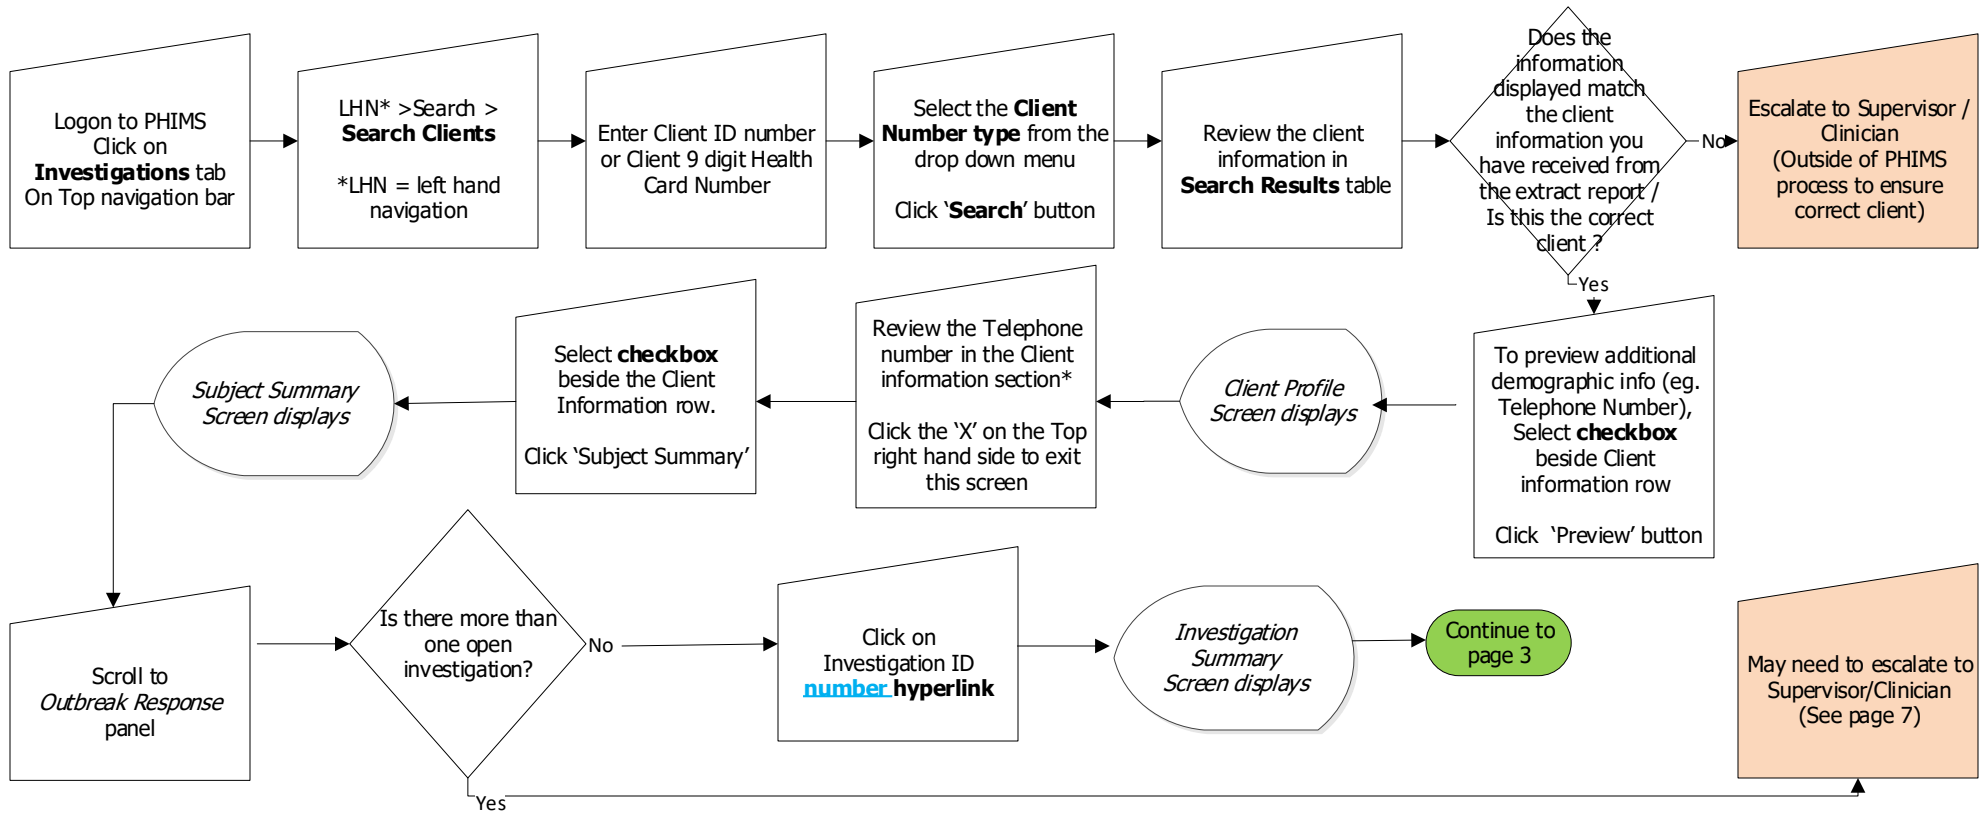 Logon to PHIMS
Click on
Investigations tab
On Top navigation bar
LHN* >Search >
Search Clients
*LHN = left hand
navigation
Enter Client ID number
or Client 9 digit Health
Card Number
Select the Client
Number type from the
drop down menu
Click ‘Search’ button
Review the client
information in
Search Results table
Does the
information
displayed match
the client
information you
have received from
the extract report /
Is this the correct
client ?
No
Escalate to Supervisor /
Clinician
(Outside of PHIMS
process to ensure
correct client)
Yes
To preview additional
demographic info (eg.
Telephone Number),
Select checkbox
beside Client
information row
Click ‘Preview’ button
Client Profile
Screen displays
Review the Telephone
number in the Client
information section*
Click the ‘X’ on the Top
right hand side to exit
this screen
Select checkbox
beside the Client
Information row.
Click ‘Subject Summary’
Subject Summary
Screen displays
Scroll to
Outbreak Response
panel
Is there more than
one open
investigation?
No
Click on
Investigation ID
number hyperlink
Investigation
Summary
Screen displays
Continue to
page 3
Yes
May need to escalate to
Supervisor/Clinician
(See page 7)